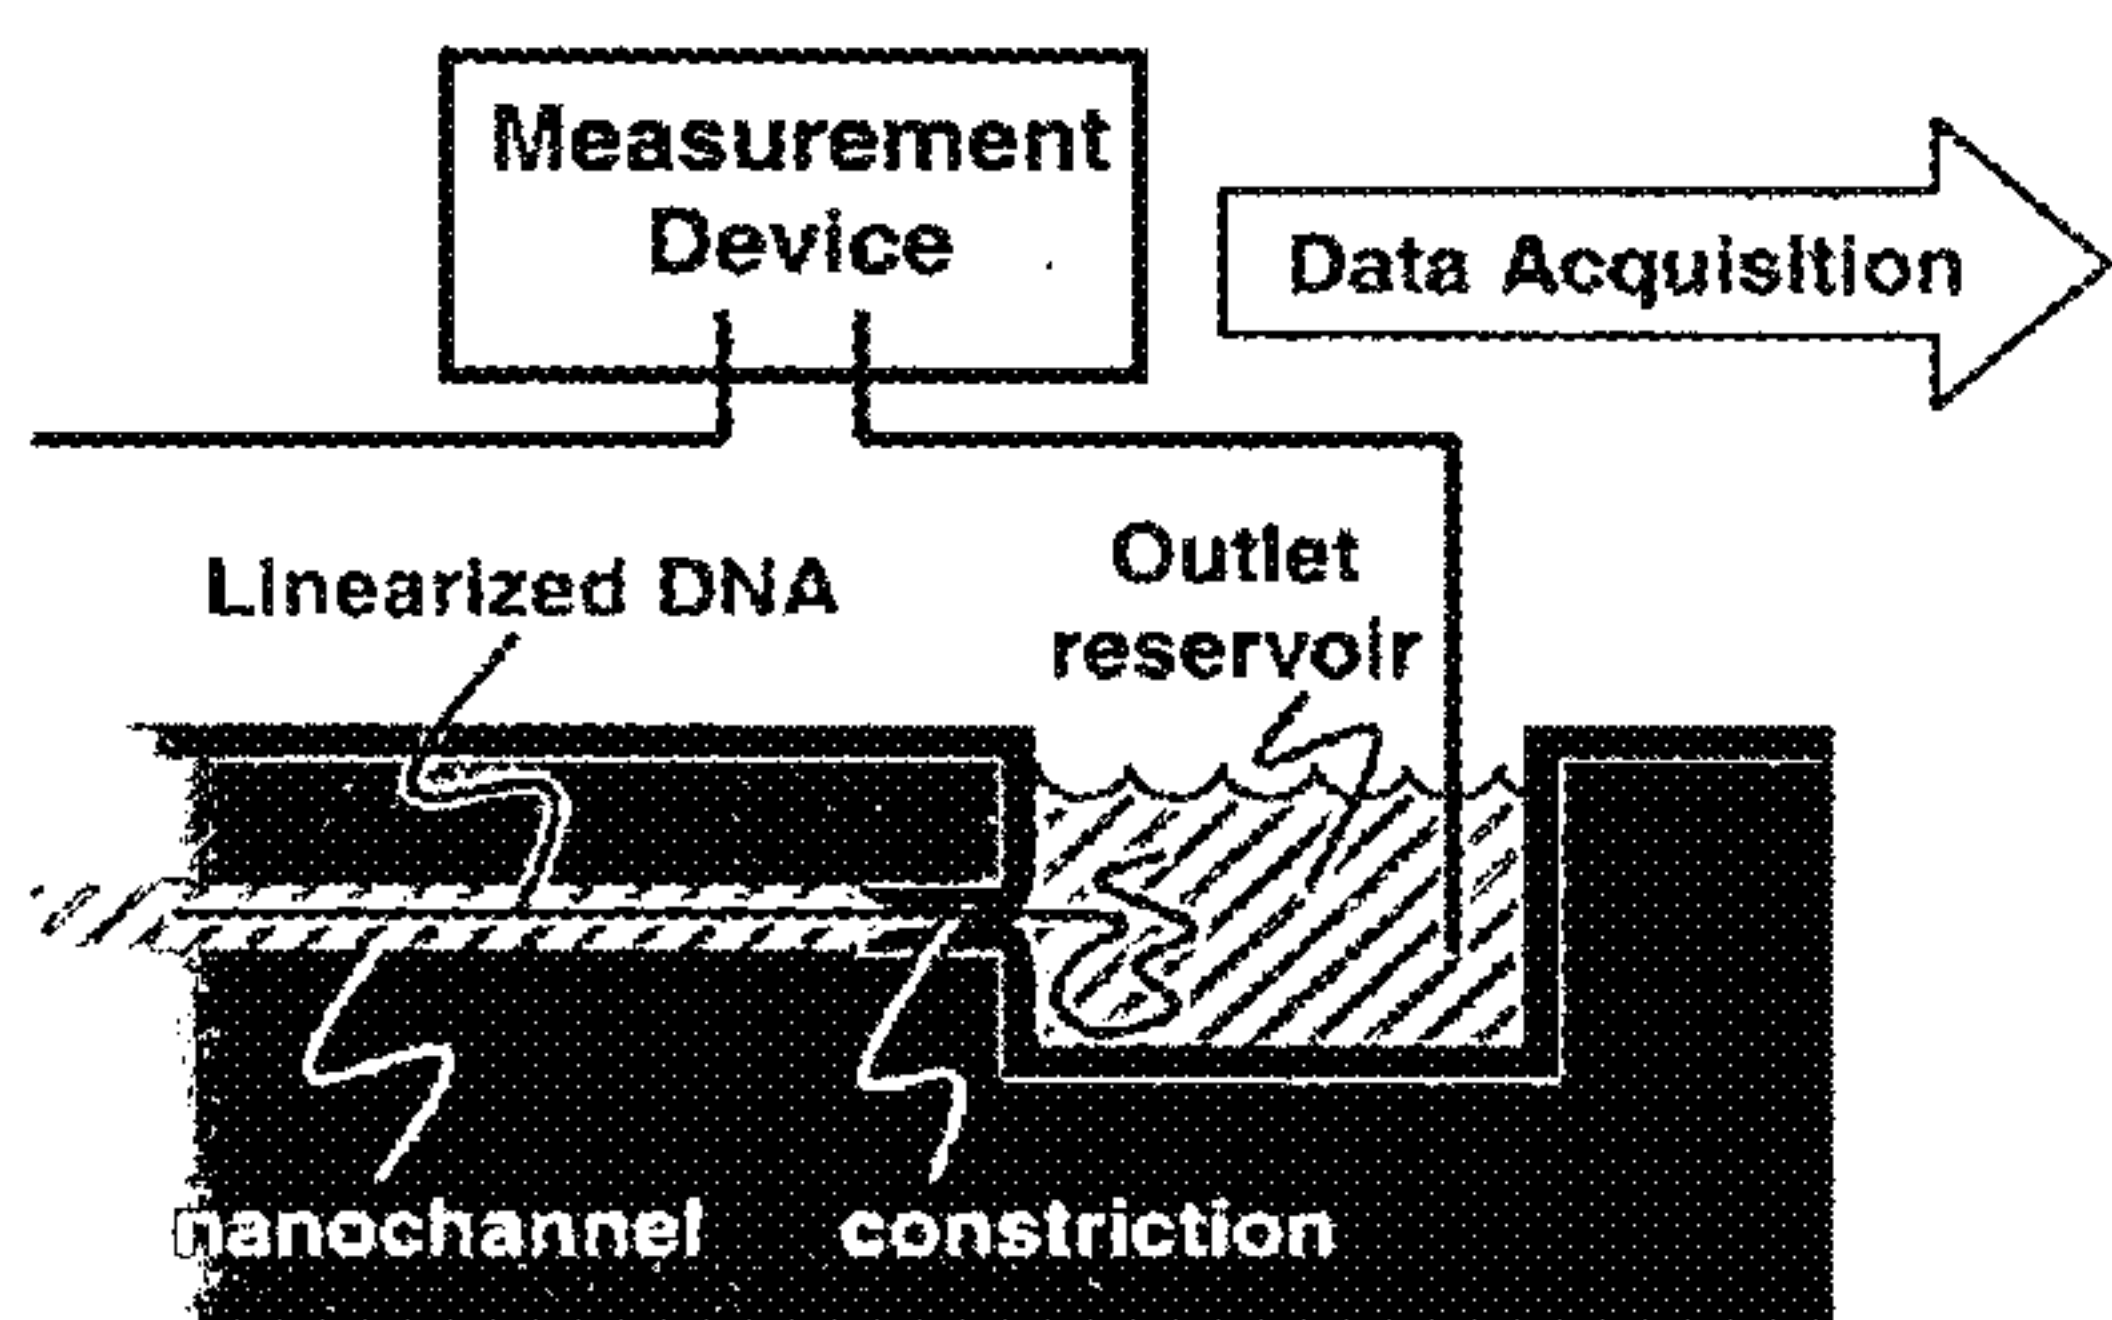 Measurement
Device
Data Acquisition
Linearized DNA
Outlet
reservoir
nanochannel
constriction